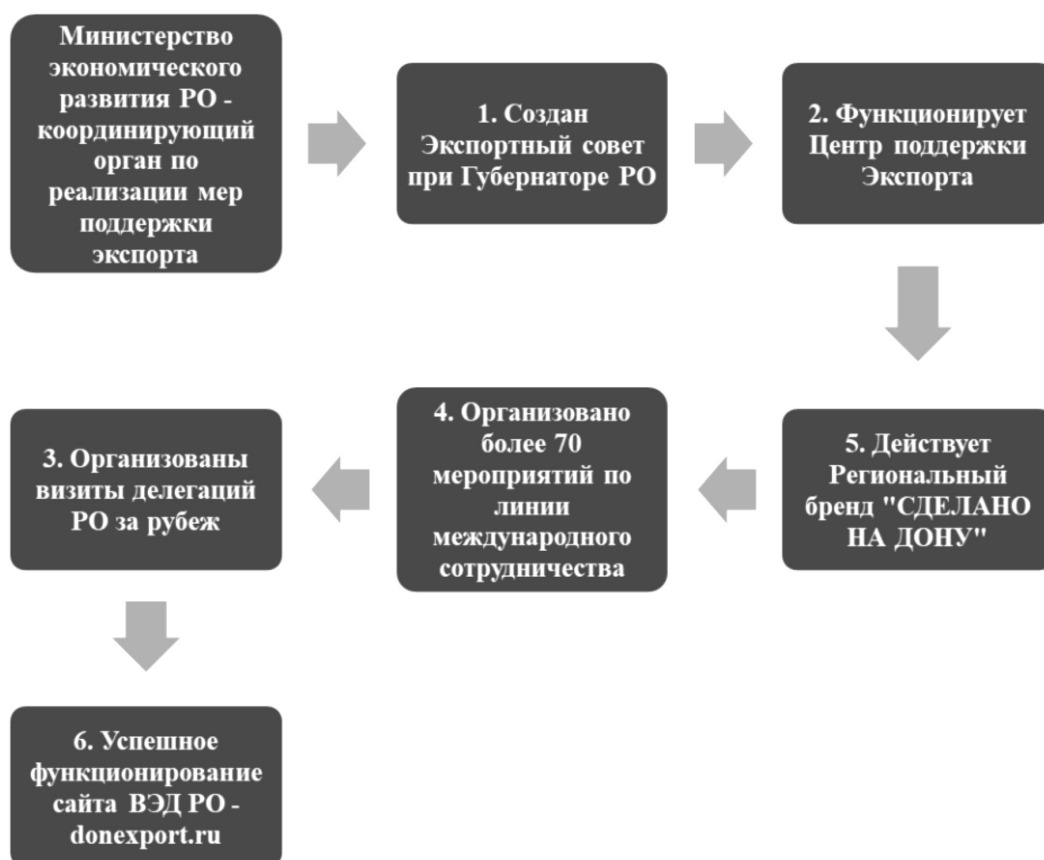 Министерство
экономического
развития РО -
координирующий
орган по
реализации мер
поддержки
экспорта
1. Создан
Экспортный совет
при Губернаторе РО
2. Функционирует
Центр поддержки
Экспорта
5. Действует
Региональный
бренд "СДЕЛАНО
НА ДОНУ"
4. Организовано
более 70
мероприятий по
линии
международного
сотрудничества
3. Организованы
визиты делегаций
РО за рубеж
6. Успешное
функционирование
сайта ВЭД РО -
donexport.ru